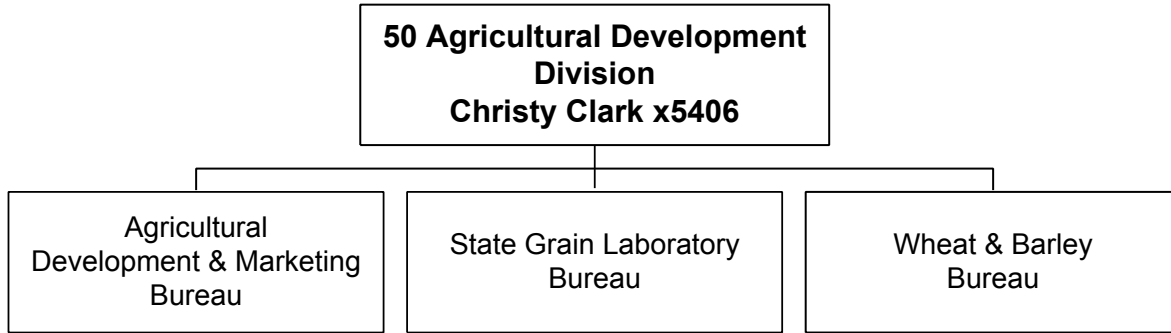 50 Agricultural Development
Division
Christy Clark x5406
Agricultural
Development & Marketing
Bureau
State Grain Laboratory
Bureau
Wheat & Barley
Bureau